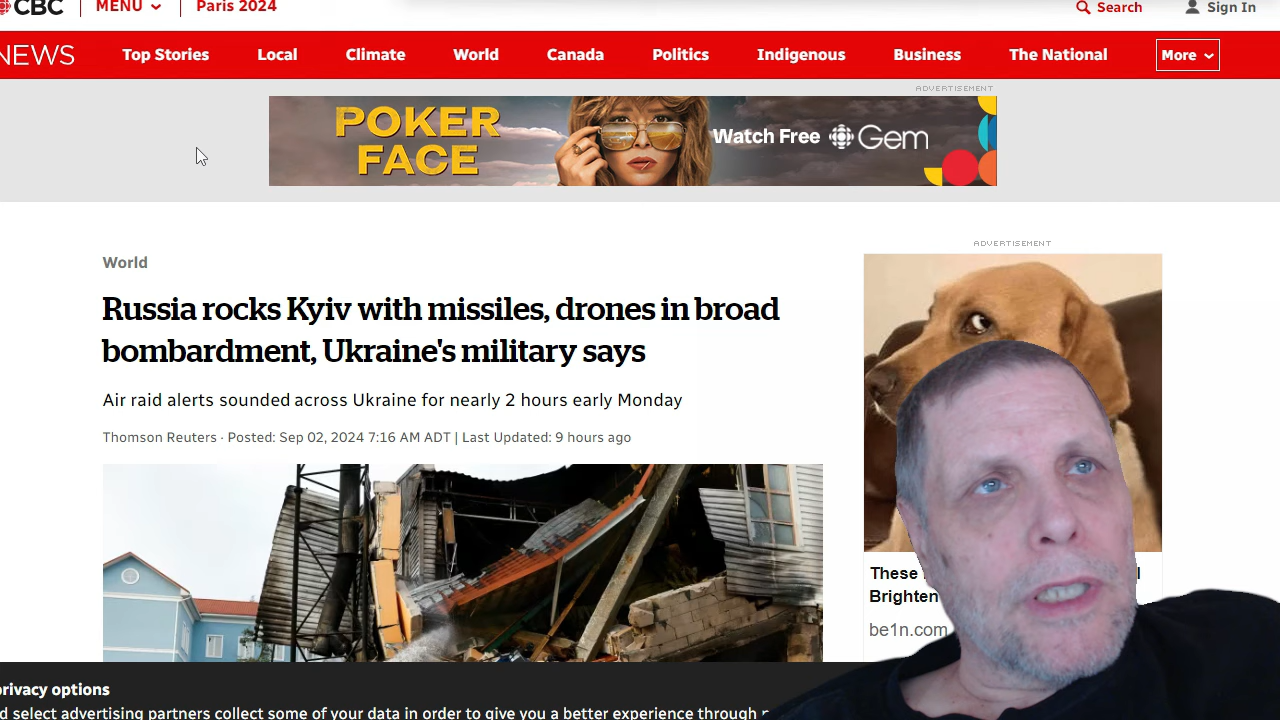 CBC MENU Paris 2024 Search Sign In
NEWS Top Stories Local Climate World Canada Politics Indigenous Business The National More
ADVERTISEMENT
POKER
FACE
Watch Free Gem
ADVERTISEMENT
World
Russia rocks Kyiv with missiles, drones in broad
bombardment, Ukraine's military says
Air raid alerts sounded across Ukraine for nearly 2 hours early Monday
Thomson Reuters · Posted: Sep 02, 2024 7:16 AM ADT | Last Updated: 9 hours ago
These
Brighten
be1n.com
privacy options
select advertising partners collect some of your data in order to give you a better experience through